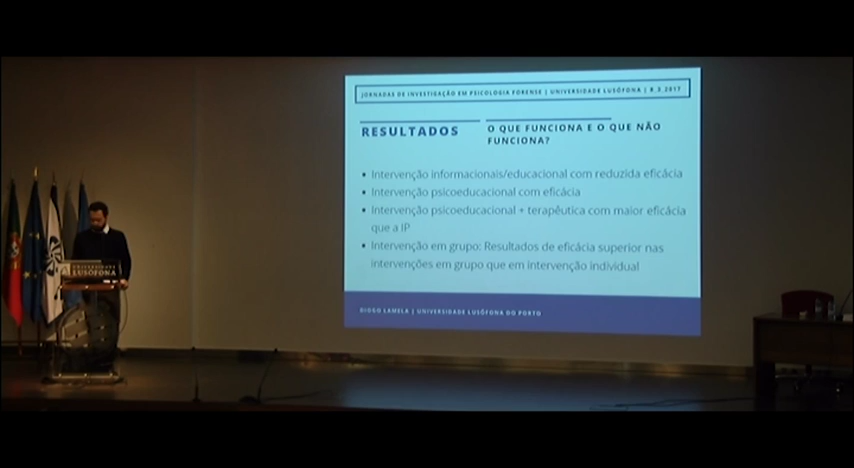 JORNADAS DE INVESTIGAÇÃO EM PSICOLOGIA FORENSE | UNIVERSIDADE LUSÓFONA | 8.3.2017
RESULTADOS
O QUE FUNCIONA E O QUE NÃO
FUNCIONA?
• Intervenção informacionais/educacional com reduzida eficácia
• Intervenção psicoeducacional com eficácia
• Intervenção psicoeducacional + terapêutica com maior eficácia
que a IP
• Intervenção em grupo: Resultados de eficácia superior nas
intervenções em grupo que em intervenção individual
DIOGO LAMELA | UNIVERSIDADE LUSÓFONA DO PORTO
UNIVERSIDADE
LUSÓFONA